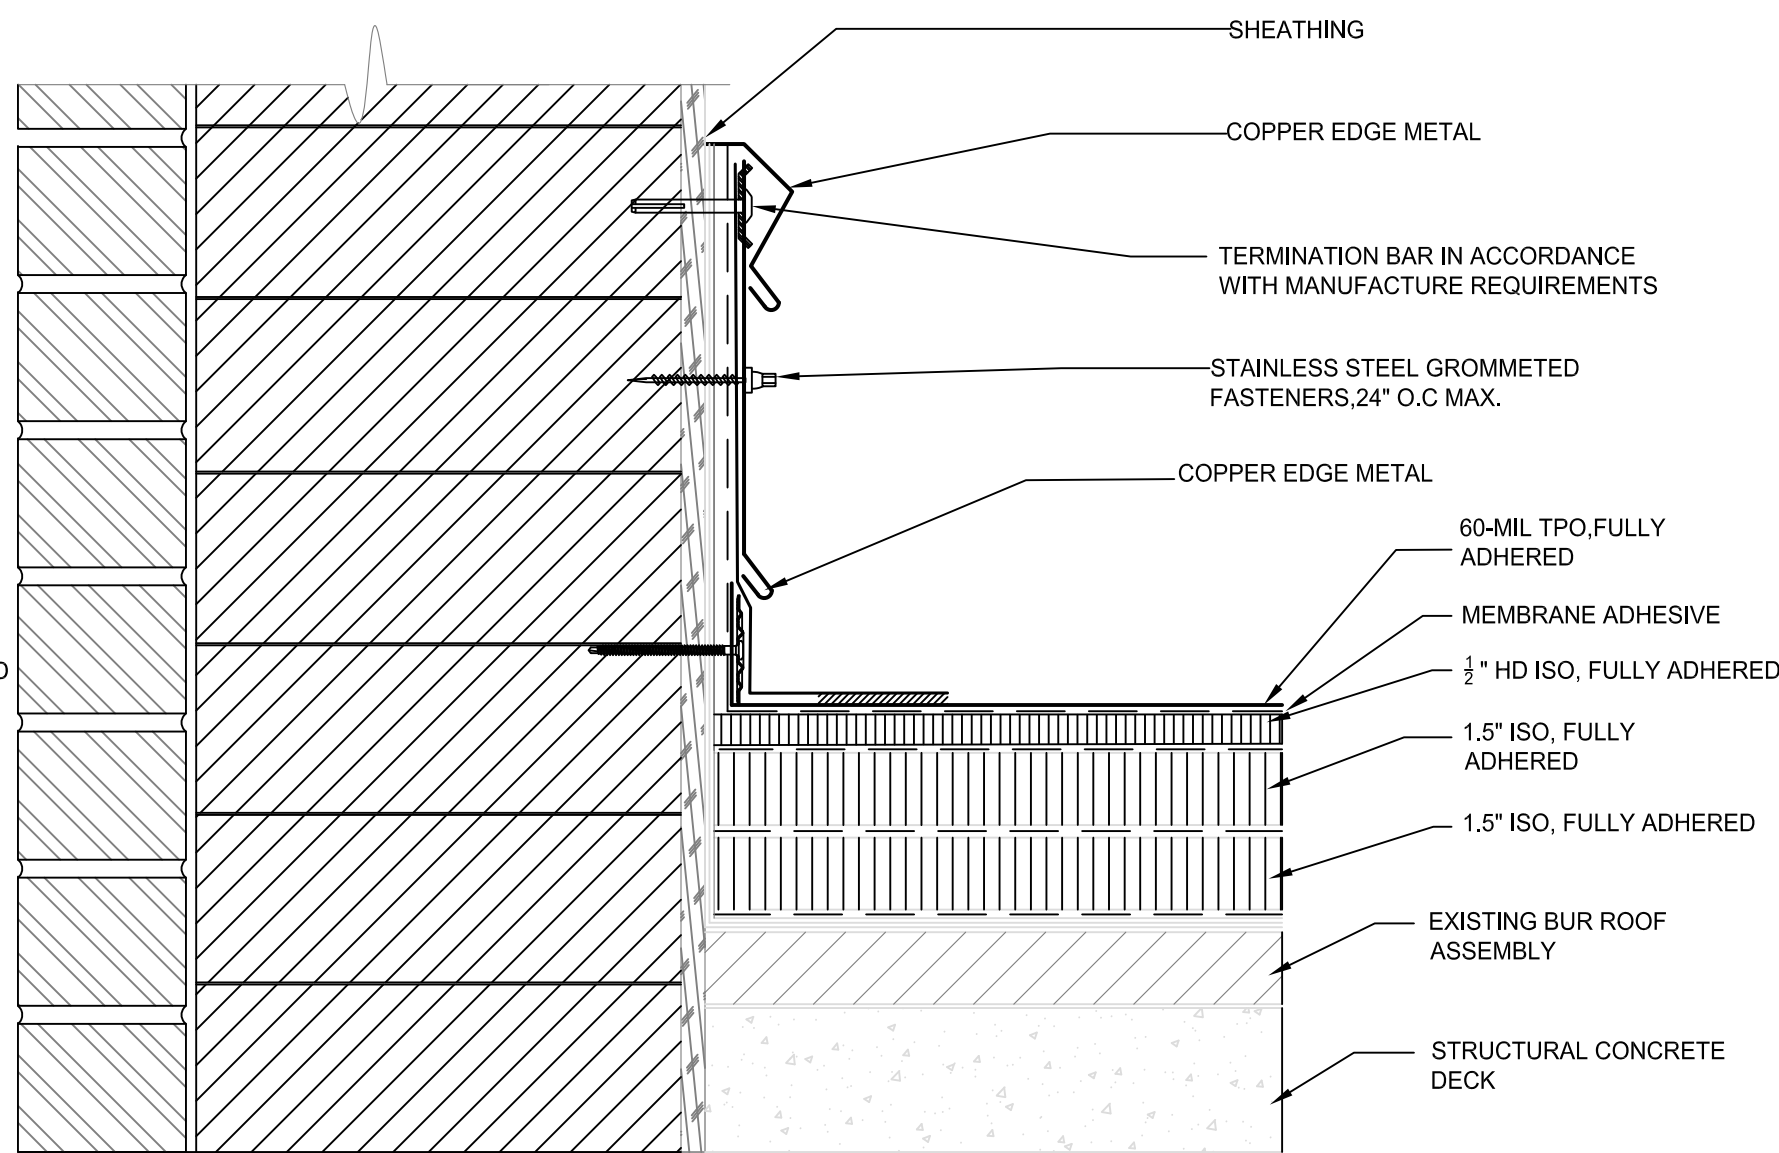 SHEATHING
COPPER EDGE METAL
TERMINATION BAR IN ACCORDANCE
WITH MANUFACTURE REQUIREMENTS
STAINLESS STEEL GROMMETED
FASTENERS,24" O.C MAX.
COPPER EDGE METAL
60-MIL TPO,FULLY
ADHERED
MEMBRANE ADHESIVE
½" HD ISO, FULLY ADHERED
1.5" ISO, FULLY
ADHERED
1.5" ISO, FULLY ADHERED
EXISTING BUR ROOF
ASSEMBLY
STRUCTURAL CONCRETE
DECK